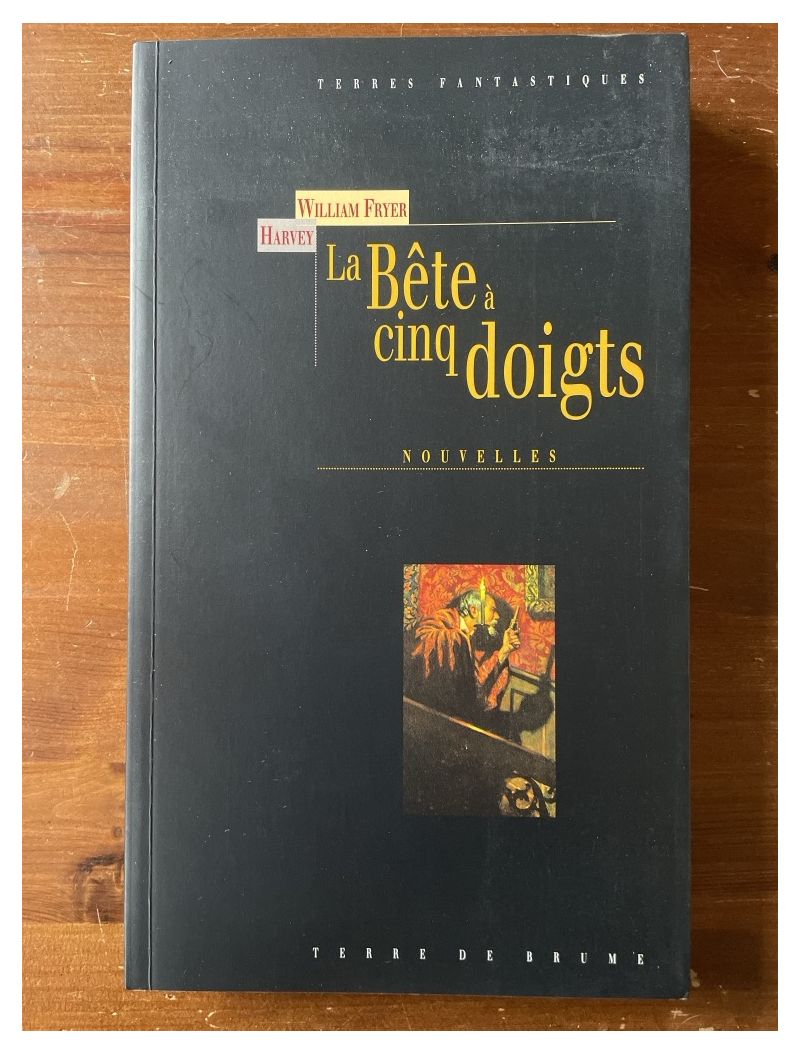 TERRES FANTASTIQUES
WILLIAM FRYER
HARVEY
La Bête à
cinq doigts
NOUVELLES
TERRE DE BRUME